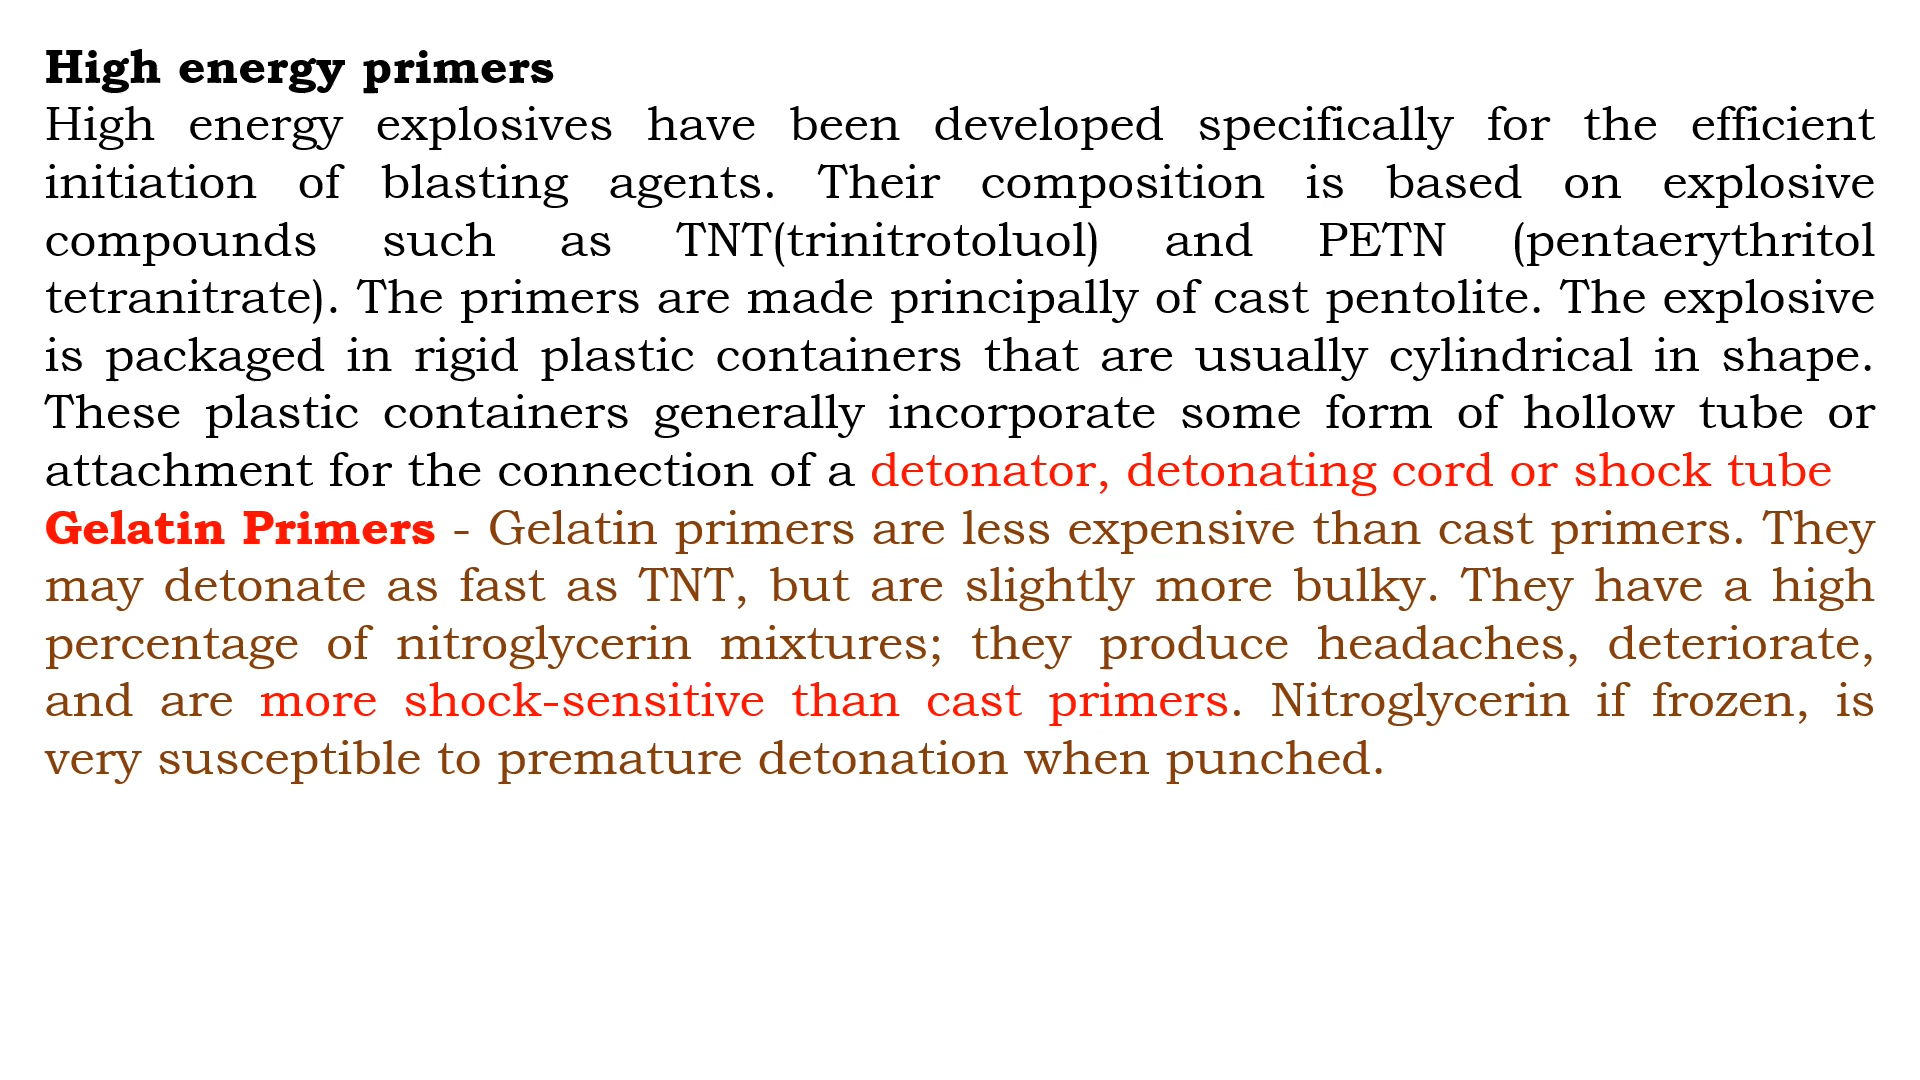 High energy primers
High energy explosives have been developed specifically for the efficient
initiation of blasting agents. Their composition is based on explosive
compounds such as TNT(trinitrotoluol) and PETN (pentaerythritol
tetranitrate). The primers are made principally of cast pentolite. The explosive
is packaged in rigid plastic containers that are usually cylindrical in shape.
These plastic containers generally incorporate some form of hollow tube or
attachment for the connection of a detonator, detonating cord or shock tube
Gelatin Primers - Gelatin primers are less expensive than cast primers. They
may detonate as fast as TNT, but are slightly more bulky. They have a high
percentage of nitroglycerin mixtures; they produce headaches, deteriorate,
and are more shock-sensitive than cast primers. Nitroglycerin if frozen, is
very susceptible to premature detonation when punched.